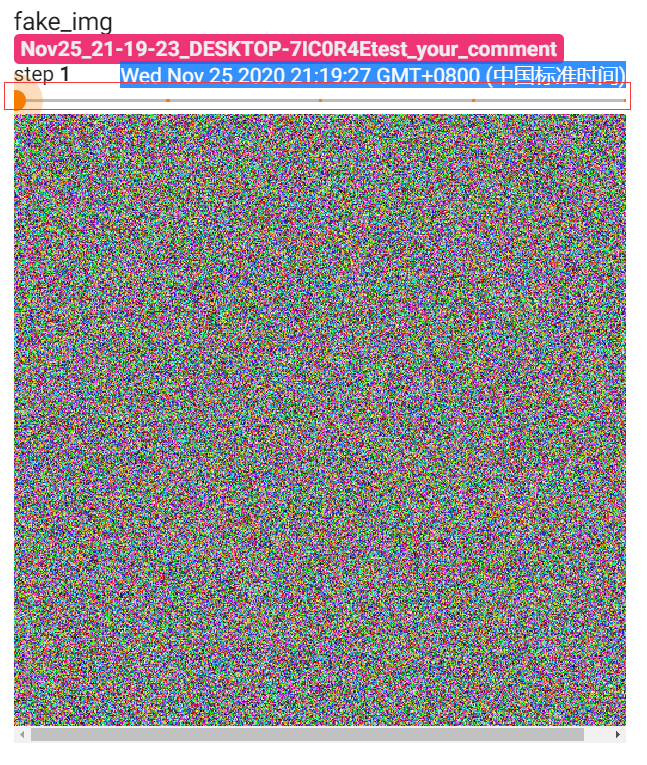 fake_img
Nov25_21-19-23_DESKTOP-7IC0R4Etest_your_comment
step 1 Wed Nov 25 2020 21:19:27 GMT+0800 (中国标准时间)